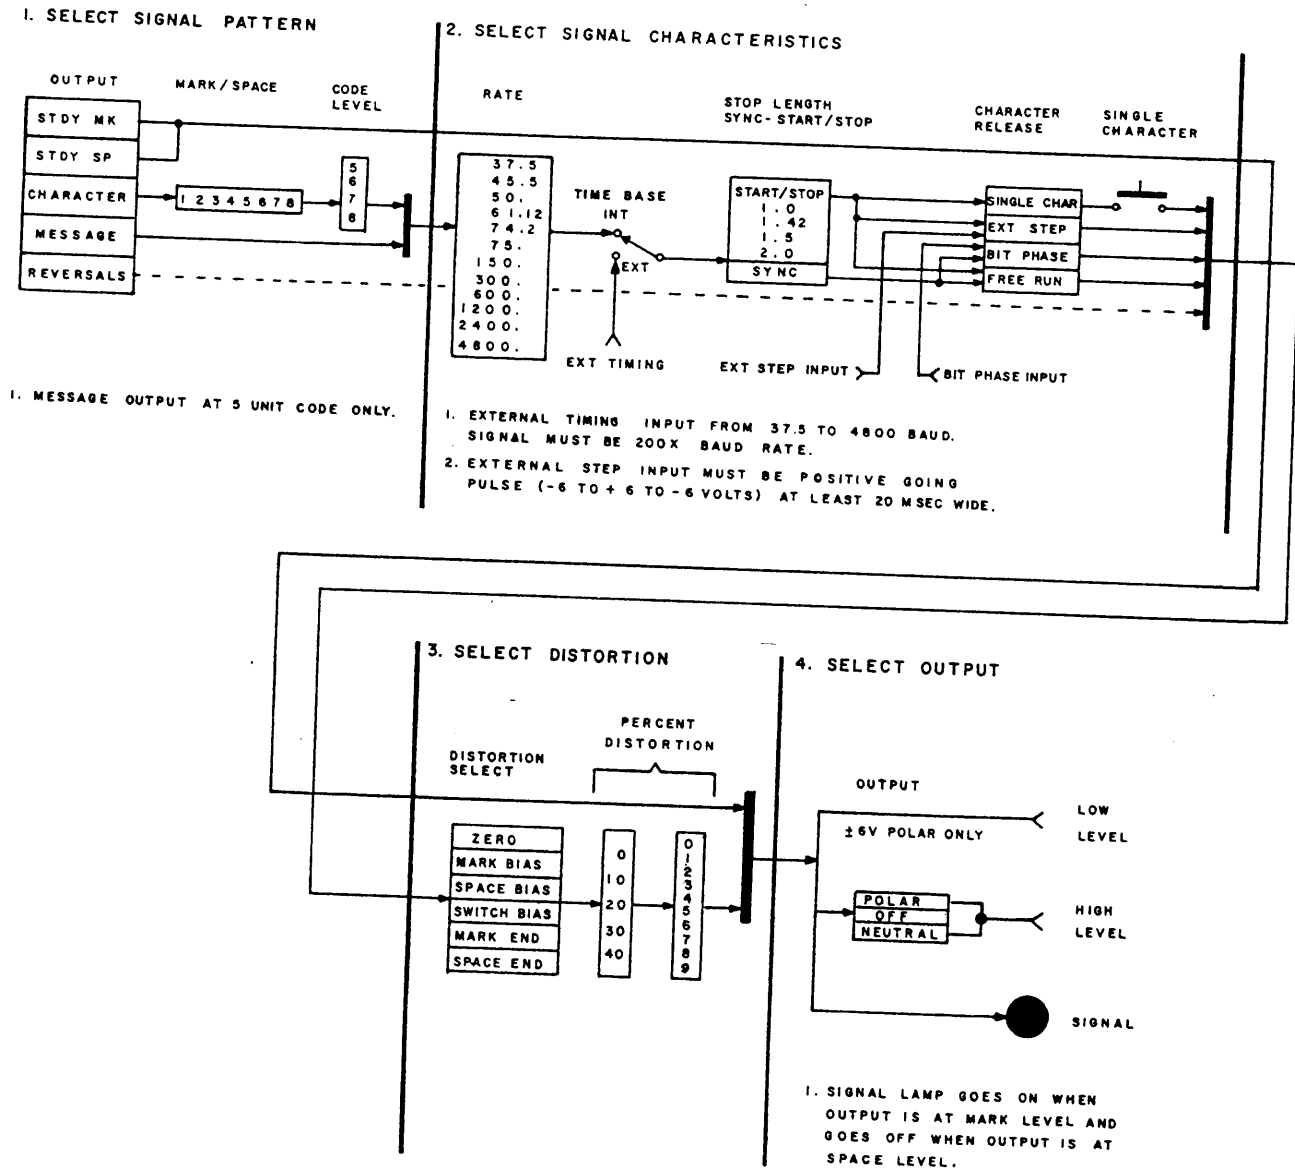 1. SELECT SIGNAL PATTERN
OUTPUT
MARK/SPACE
CODE
LEVEL
STDY MK
STDY SP
CHARACTER
MESSAGE
REVERSALS
1 2 3 4 5 6 7 8
5
6
7
8
1. MESSAGE OUTPUT AT 5 UNIT CODE ONLY.
2. SELECT SIGNAL CHARACTERISTICS
RATE
37.5
45.5
50.
61.12
74.2
75.
150.
300.
600.
1200.
2400.
4800.
TIME BASE
INT
EXT
EXT TIMING
STOP LENGTH
SYNC-START/STOP
START/STOP
1.0
1.42
1.5
2.0
SYNC
CHARACTER
RELEASE
SINGLE CHAR
EXT STEP
BIT PHASE
FREE RUN
SINGLE
CHARACTER
EXT STEP INPUT
BIT PHASE INPUT
1. EXTERNAL TIMING INPUT FROM 37.5 TO 4800 BAUD.
SIGNAL MUST BE 200X BAUD RATE.
2. EXTERNAL STEP INPUT MUST BE POSITIVE GOING
PULSE (-6 TO + 6 TO - 6 VOLTS) AT LEAST 20 MSEC WIDE.
3. SELECT DISTORTION
DISTORTION
SELECT
PERCENT
DISTORTION
ZERO
MARK BIAS
SPACE BIAS
SWITCH BIAS
MARK END
SPACE END
0
10
20
30
40
0
1
2
3
4
5
6
7
8
9
4. SELECT OUTPUT
OUTPUT
±6V POLAR ONLY
LOW
LEVEL
POLAR
OFF
NEUTRAL
HIGH
LEVEL
SIGNAL
1. SIGNAL LAMP GOES ON WHEN
OUTPUT IS AT MARK LEVEL AND
GOES OFF WHEN OUTPUT IS AT
SPACE LEVEL.